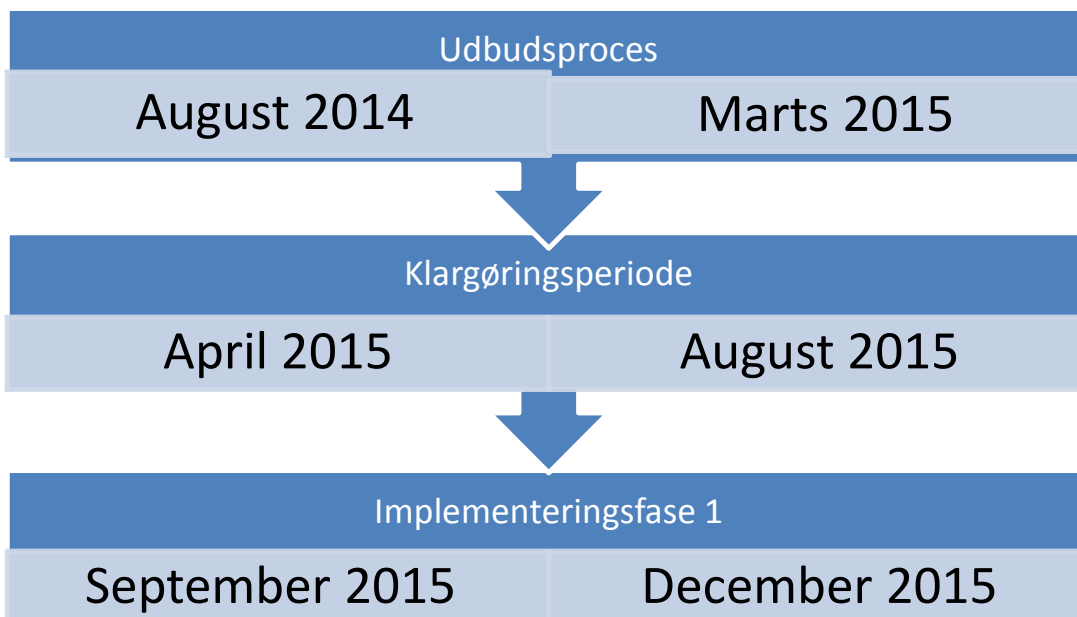 Udbudsproces
August 2014 Marts 2015
Klargøringsperiode
April 2015 August 2015
Implementeringsfase 1
September 2015 December 2015